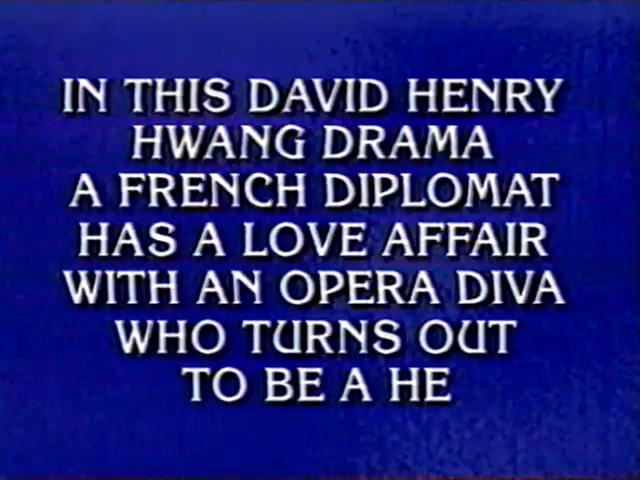 IN THIS DAVID HENRY
HWANG DRAMA
A FRENCH DIPLOMAT
HAS A LOVE AFFAIR
WITH AN OPERA DIVA
WHO TURNS OUT
TO BE A HE